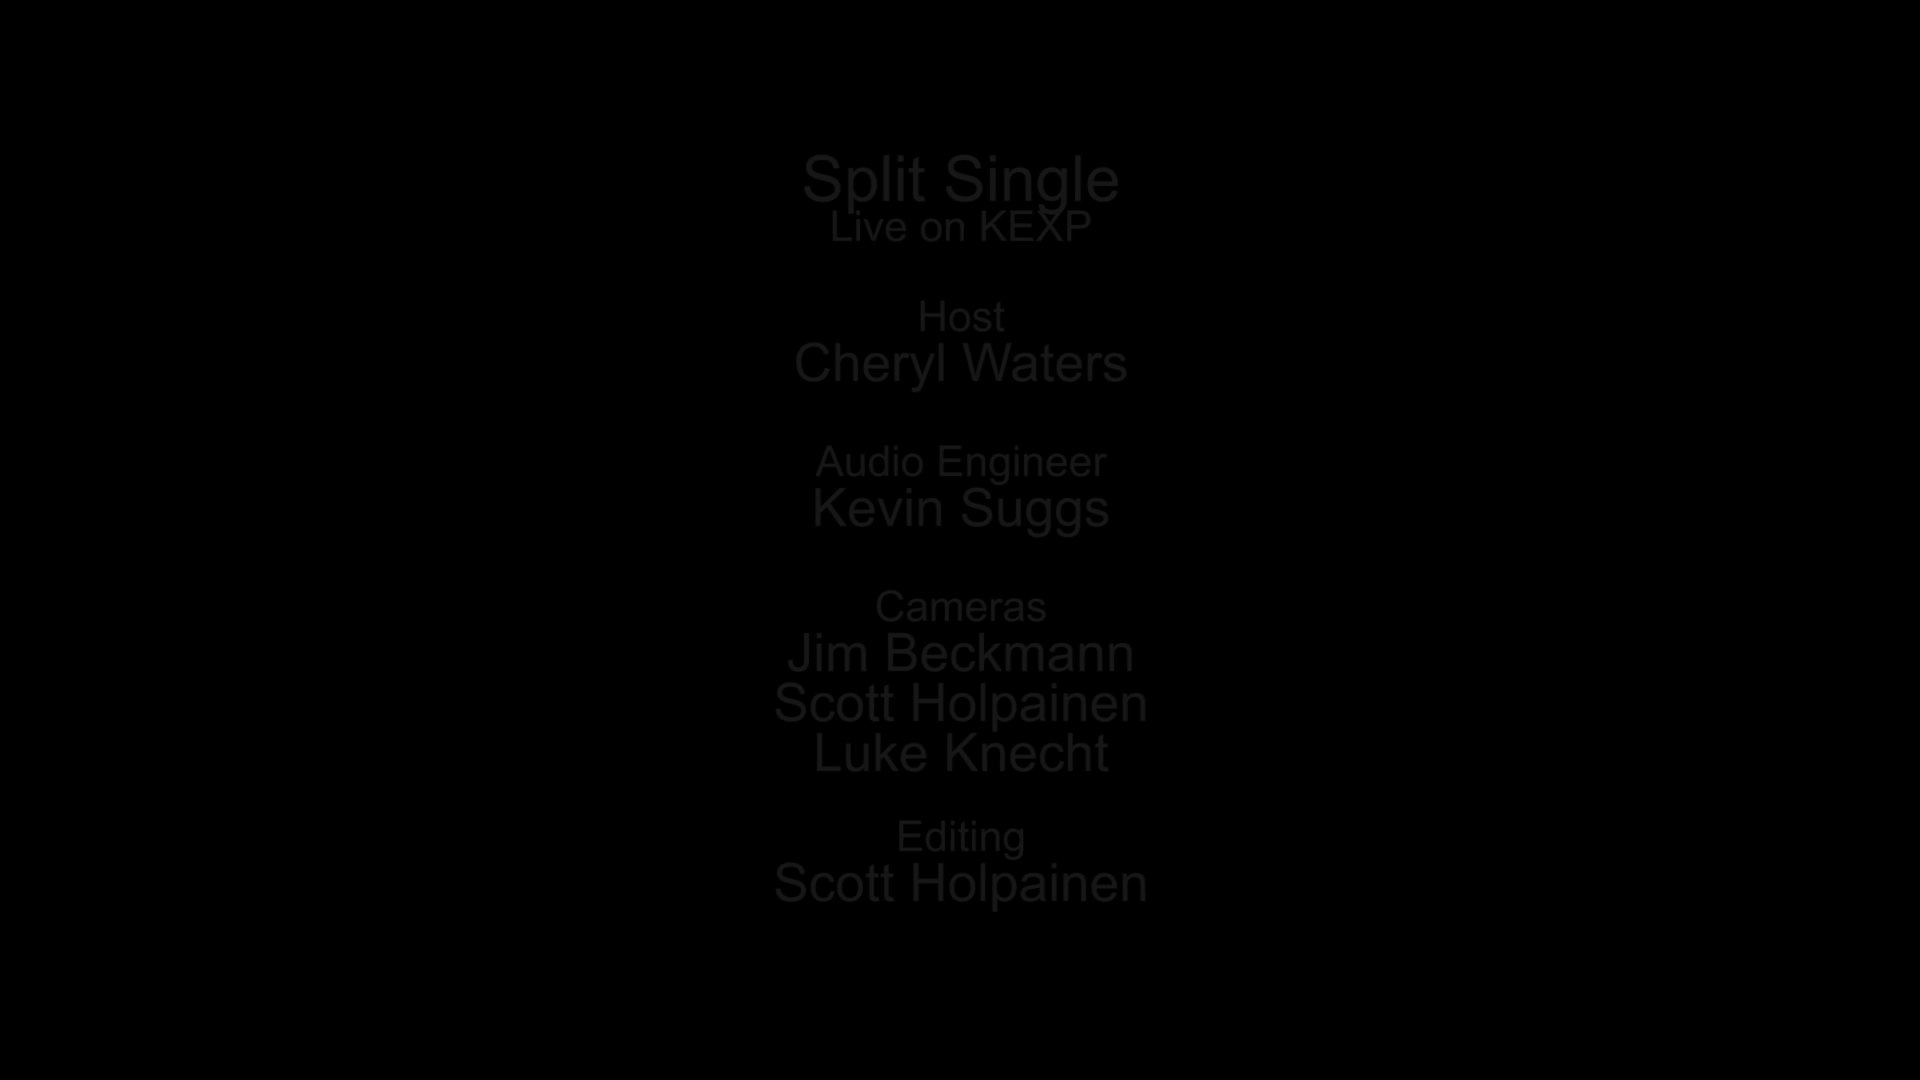 Split Single
Live on KEXP
Host
Cheryl Waters
Audio Engineer
Kevin Suggs
Cameras
Jim Beckmann
Scott Holpainen
Luke Knecht
Editing
Scott Holpainen